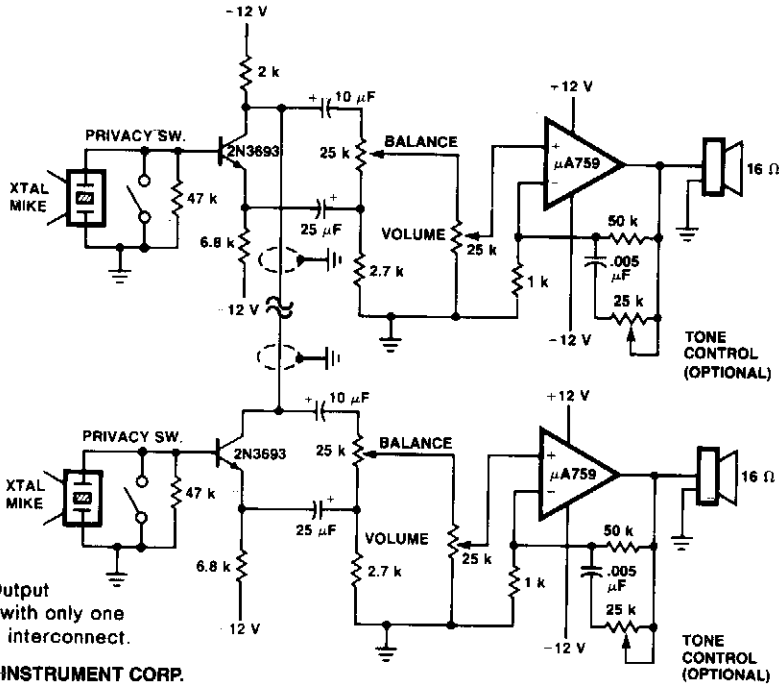 -12 V
2 k
+ 10 µF
+12 V
PRIVACY SW.
2N3693
BALANCE
25 k
+
µA759
-
16 Ω
XTAL
MIKE
47 k
25 µF +
VOLUME
25 k
50 k
6.8 k
2.7 k
1 k
.005
µF
25 k
-12 V
-12 V
TONE
CONTROL
(OPTIONAL)
+ 10 µF
+12 V
PRIVACY SW.
2N3693
BALANCE
25 k
+
µA759
-
16 Ω
XTAL
MIKE
47 k
25 µF +
VOLUME
25 k
50 k
6.8 k
2.7 k
1 k
.005
µF
25 k
-12 V
-12 V
TONE
CONTROL
(OPTIONAL)
Output
with only one
interconnect.
INSTRUMENT CORP.